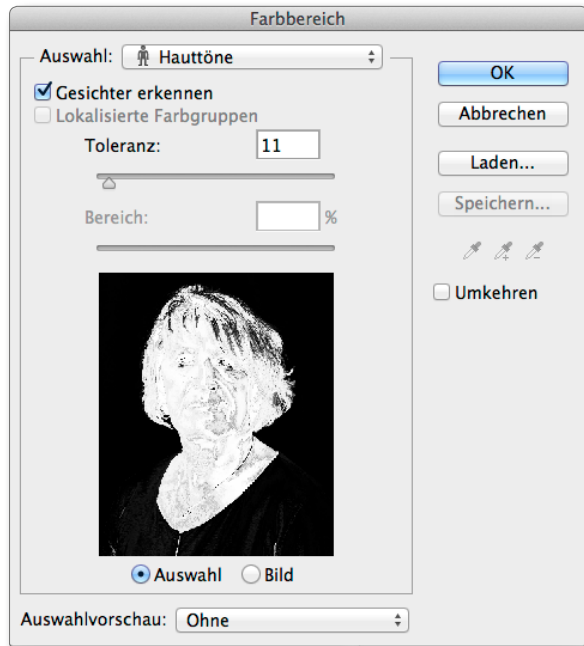 Farbbereich
Auswahl: Hauttöne
OK
Gesichter erkennen
Lokalisierte Farbgruppen
Abbrechen
Toleranz: 11
Laden...
Bereich: %
Speichern...
Umkehren
Auswahl Bild
Auswahlvorschau: Ohne